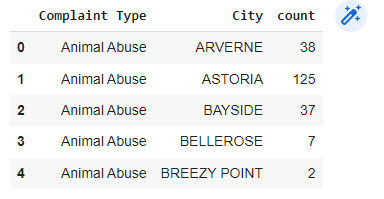 Complaint Type City count
0 Animal Abuse ARVERNE 38
1 Animal Abuse ASTORIA 125
2 Animal Abuse BAYSIDE 37
3 Animal Abuse BELLEROSE 7
4 Animal Abuse BREEZY POINT 2